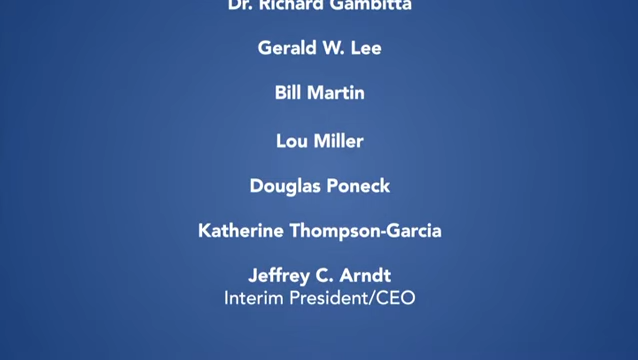 Dr. Richard Gambitta
Gerald W. Lee
Bill Martin
Lou Miller
Douglas Poneck
Katherine Thompson-Garcia
Jeffrey C. Arndt
Interim President/CEO